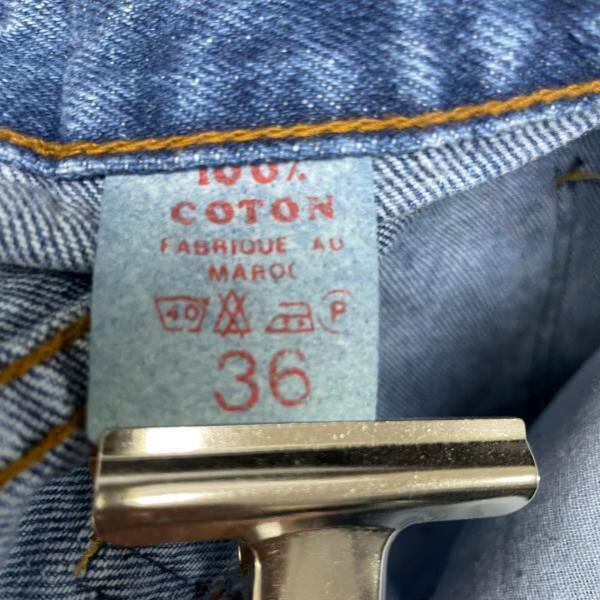 100%
COTON
FABRIQUE AU
MAROC
40 P
36